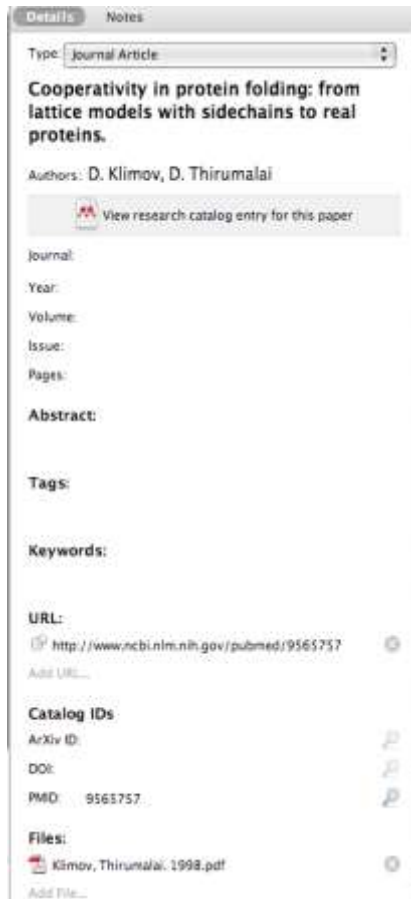 Details Notes
Type: Journal Article
Cooperativity in protein folding: from
lattice models with sidechains to real
proteins.
Authors: D. Klimov, D. Thirumalai
View research catalog entry for this paper
Journal:
Year:
Volume:
Issue:
Pages:
Abstract:
Tags:
Keywords:
URL:
http://www.ncbi.nlm.nih.gov/pubmed/9565757
Add URL...
Catalog IDs
ArXiv ID:
DOI:
PMID: 9565757
Files:
Klimov, Thirumalai. 1998.pdf
Add File...